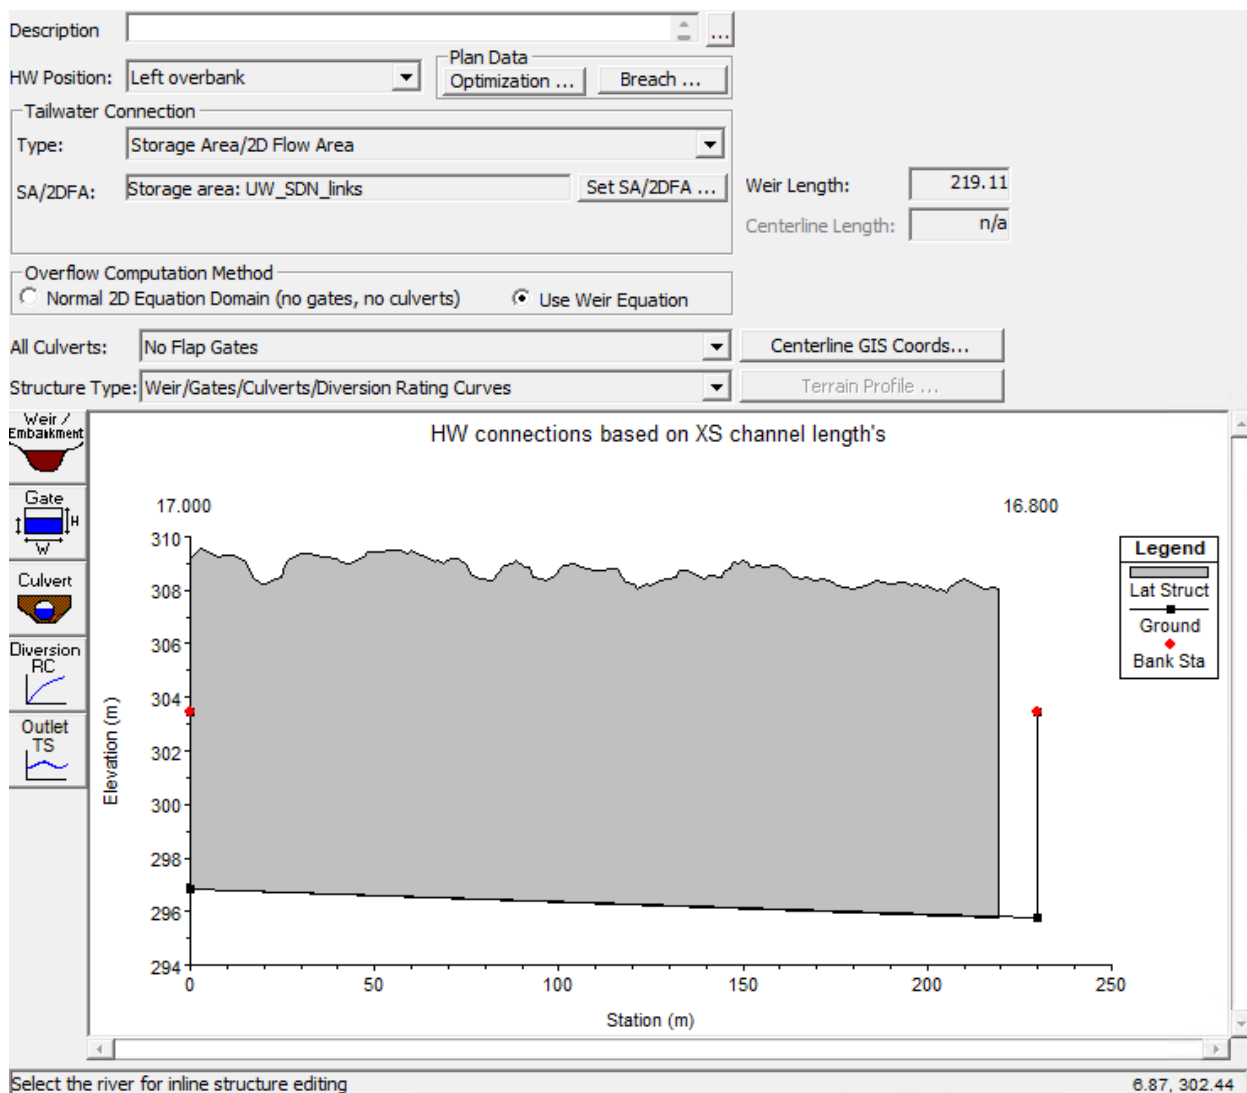 Description
...
HW Position: Left overbank
Plan Data
Optimization ... Breach ...
Tailwater Connection
Type: Storage Area/2D Flow Area
SA/2DFA: Storage area: UW_SDN_links Set SA/2DFA ...
Weir Length: 219.11
Centerline Length: n/a
Overflow Computation Method
Normal 2D Equation Domain (no gates, no culverts) Use Weir Equation
All Culverts: No Flap Gates Centerline GIS Coords...
Structure Type: Weir/Gates/Culverts/Diversion Rating Curves Terrain Profile ...
Weir /
Embankment
Gate
H
W
Culvert
Diversion
RC
Outlet
TS
HW connections based on XS channel length's
17.000 16.800
310
308
306
304
302
300
298
296
294
Elevation (m)
0 50 100 150 200 250
Station (m)
Legend
Lat Struct
Ground
Bank Sta
Select the river for inline structure editing 6.87, 302.44